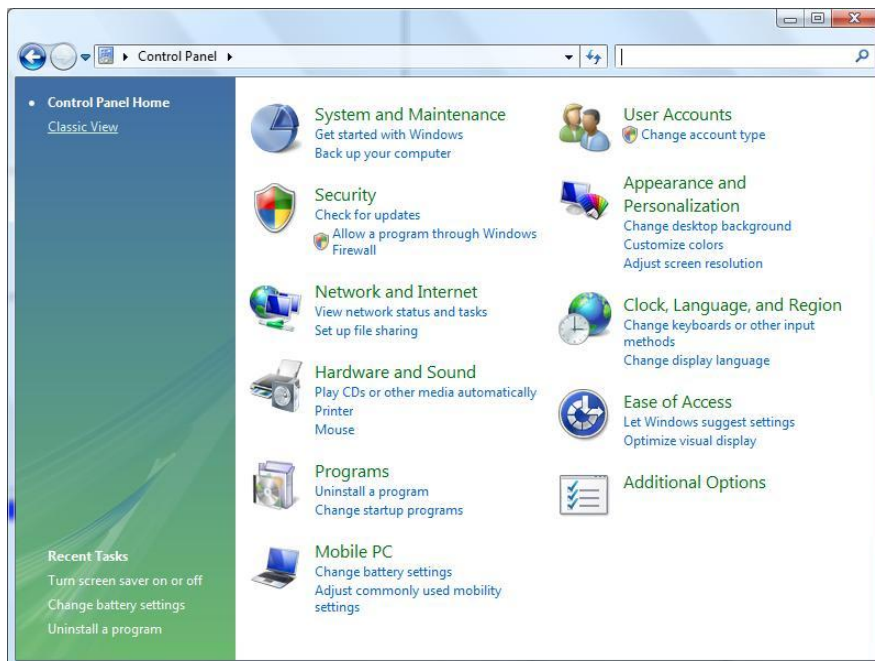 Control Panel
Control Panel Home
Classic View
System and Maintenance
Get started with Windows
Back up your computer
Security
Check for updates
Allow a program through Windows
Firewall
Network and Internet
View network status and tasks
Set up file sharing
Hardware and Sound
Play CDs or other media automatically
Printer
Mouse
Programs
Uninstall a program
Change startup programs
Mobile PC
Change battery settings
Adjust commonly used mobility
settings
User Accounts
Change account type
Appearance and
Personalization
Change desktop background
Customize colors
Adjust screen resolution
Clock, Language, and Region
Change keyboards or other input
methods
Change display language
Ease of Access
Let Windows suggest settings
Optimize visual display
Additional Options
Recent Tasks
Turn screen saver on or off
Change battery settings
Uninstall a program